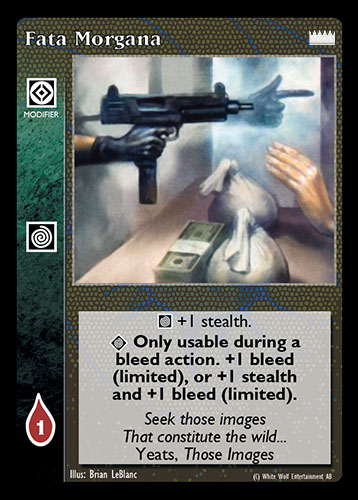 Fata Morgana
MODIFIER
+1 stealth.
Only usable during a
bleed action. +1 bleed
(limited), or +1 stealth
and +1 bleed (limited).
Seek those images
That constitute the wild...
Yeats, Those Images
1
Illus: Brian LeBlanc
(C) White Wolf Entertainment AB